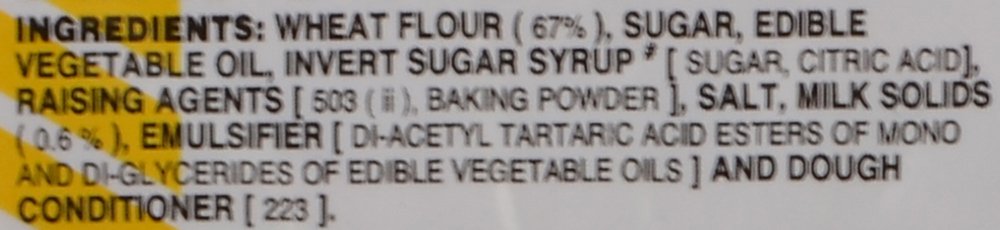 INGREDIENTS: WHEAT FLOUR ( 67% ), SUGAR, EDIBLE
VEGETABLE OIL, INVERT SUGAR SYRUP # [ SUGAR, CITRIC ACID],
RAISING AGENTS [ 503 ( ii ), BAKING POWDER ], SALT, MILK SOLIDS
( 0.6 % ), EMULSIFIER [ DI-ACETYL TARTARIC ACID ESTERS OF MONO
AND DI-GLYCERIDES OF EDIBLE VEGETABLE OILS ] AND DOUGH
CONDITIONER [ 223 ].